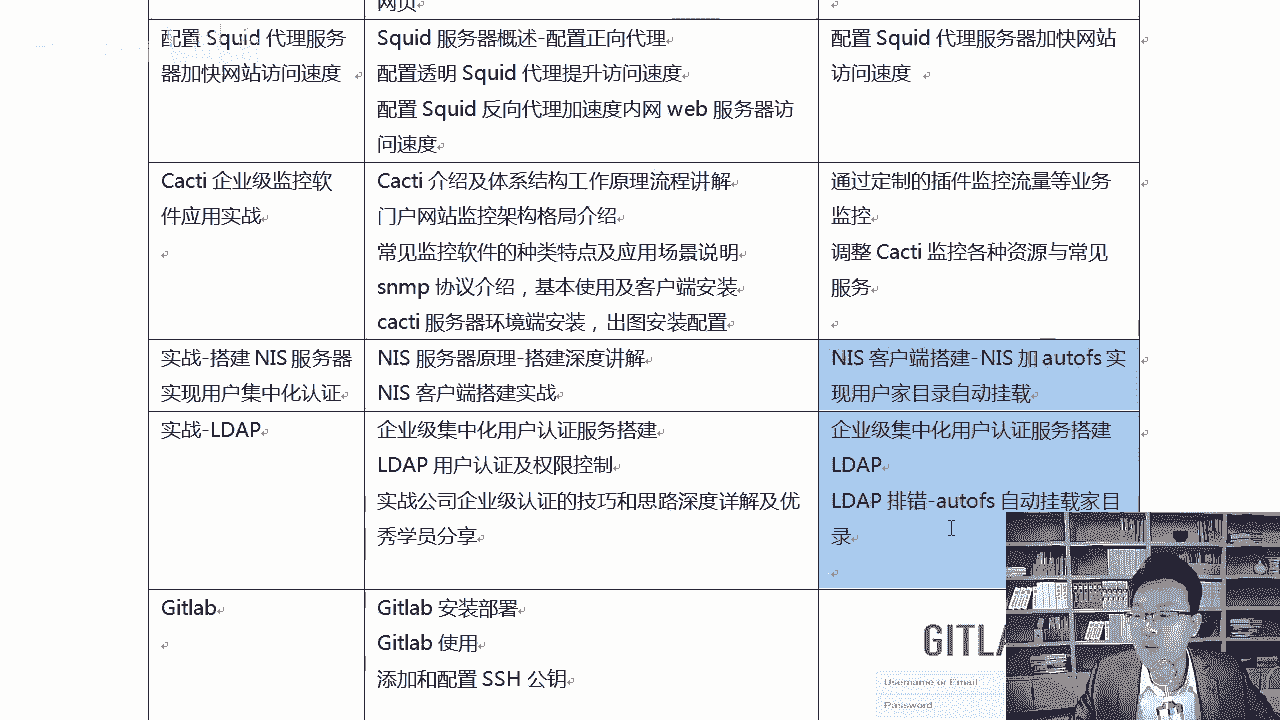 网页
配置 Squid 代理服务
器加快网站访问速度
Squid 服务器概述-配置正向代理
配置透明 Squid 代理提升访问速度
配置 Squid 反向代理加速度内网 web 服务器访
问速度
配置 Squid 代理服务器加快网站
访问速度
Cacti 企业级监控软
件应用实战
Cacti 介绍及体系结构工作原理流程讲解
门户网站监控架构格局介绍
常见监控软件的种类特点及应用场景说明
snmp 协议介绍，基本使用及客户端安装
cacti 服务器环境端安装，出图安装配置
通过定制的插件监控流量等业务
监控
调整 Cacti 监控各种资源与常见
服务
实战-搭建 NIS 服务器
实现用户集中化认证
NIS 服务器原理-搭建深度讲解
NIS 客户端搭建实战
NIS 客户端搭建-NIS 加 autofs 实
现用户家目录自动挂载
实战-LDAP
企业级集中化用户认证服务搭建
LDAP 用户认证及权限控制
实战公司企业级认证的技巧和思路深度详解及优
秀学员分享
企业级集中化用户认证服务搭建
LDAP
LDAP 排错-autofs 自动挂载家目
录
Gitlab
Gitlab 安装部署
Gitlab 使用
添加和配置 SSH 公钥
GITLA
Username or Email
Password